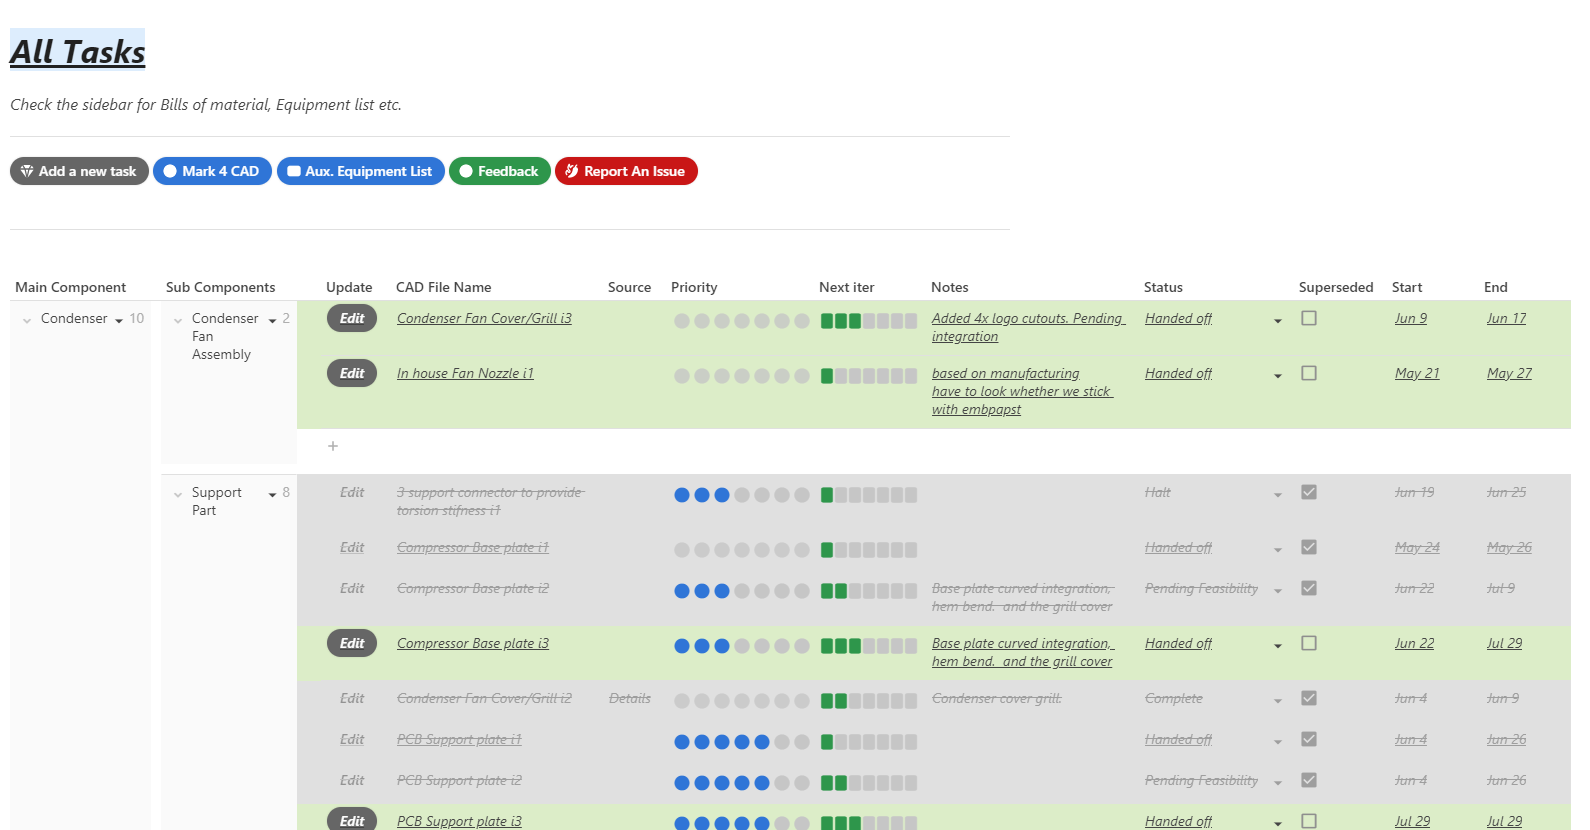 All Tasks
Check the sidebar for Bills of material, Equipment list etc.
Add a new task Mark 4 CAD Aux. Equipment List Feedback Report An Issue
Main Component Sub Components Update CAD File Name Source Priority Next iter Notes Status Superseded Start End
Condenser 10 Condenser 2 Edit Condenser Fan Cover/Grill i3 Added 4x logo cutouts. Pending Handed off Jun 9 Jun 17
Fan integration
Assembly
Edit In house Fan Nozzle i1 based on manufacturing Handed off May 21 May 27
have to look whether we stick
with embpapst
+
Support 8 Edit 3 support connector to provide Halt Jun 19 Jun 25
Part torsion stifness i1
Edit Compressor Base plate i1 Handed off May 24 May 26
Edit Compressor Base plate i2 Base plate curved integration, Pending Feasibility Jun 22 Jul 9
hem bend. and the grill cover
Edit Compressor Base plate i3 Base plate curved integration, Handed off Jun 22 Jul 29
hem bend. and the grill cover
Edit Condenser Fan Cover/Grill i2 Details Condenser cover grill. Complete Jun 4 Jun 9
Edit PCB Support plate i1 Handed off Jun 4 Jun 26
Edit PCB Support plate i2 Pending Feasibility Jun 4 Jun 26
Edit PCB Support plate i3 Handed off Jul 29 Jul 29